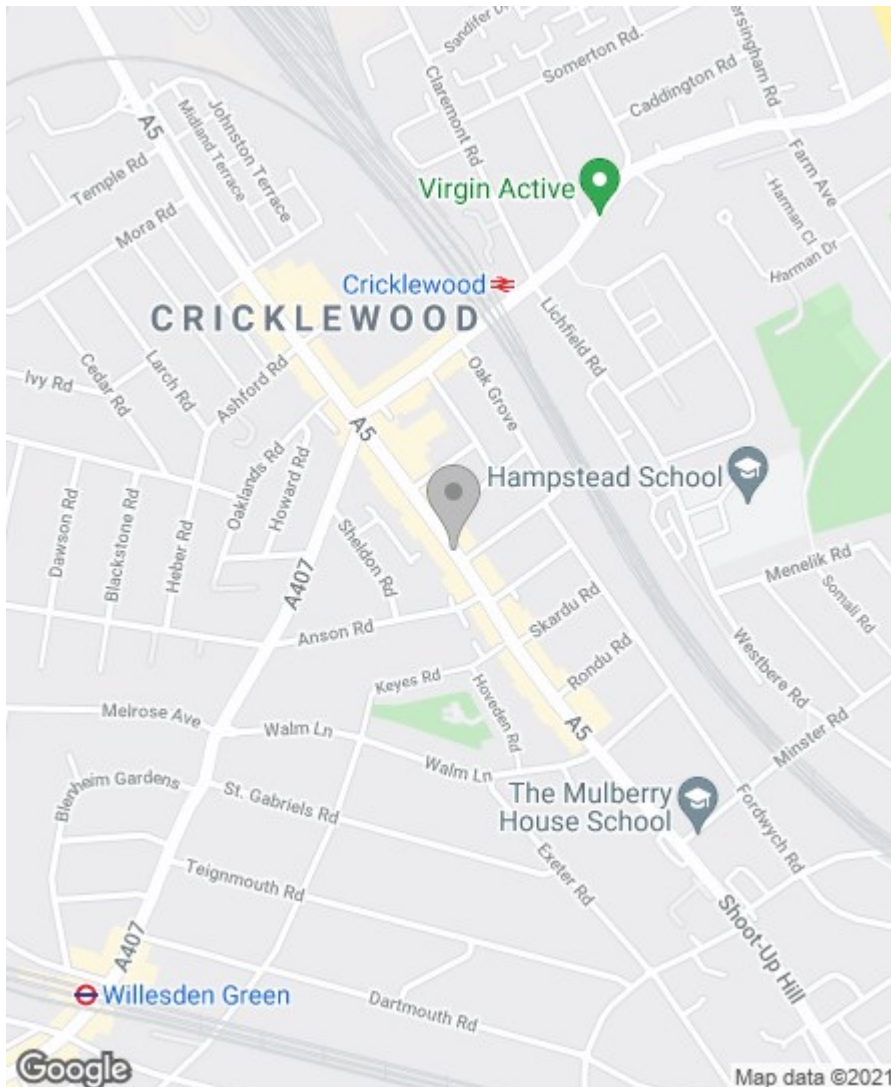 Sandifer Dr
Somerton Rd.
ersingham Rd
Claremont Rd
Caddington Rd
A5
Midland Terrace
Johnston Terrace
Temple Rd
Virgin Active
Farm Ave
Harman Cl
Mora Rd
Harman Dr
Cricklewood
CRICKLEWOOD
Lichfield Rd
Ivy Rd
Cedar Rd
Larch Rd
Ashford Rd
Oak Grove
A5
Oaklands Rd
Howard Rd
Hampstead School
Dawson Rd
Blackstone Rd
Heber Rd
Sheldon Rd
A407
Menelik Rd
Somali Rd
Anson Rd
Skardu Rd
Rondu Rd
Westbere Rd
Keyes Rd
Hoveden Rd
Melrose Ave
Walm Ln
A5
Minster Rd
Walm Ln
Blenheim Gardens
St. Gabriels Rd
The Mulberry
House School
Fordwych Rd
Exeter Rd
Teignmouth Rd
Shoot-Up Hill
A407
Willesden Green
Dartmouth Rd
Google
Map data ©2021